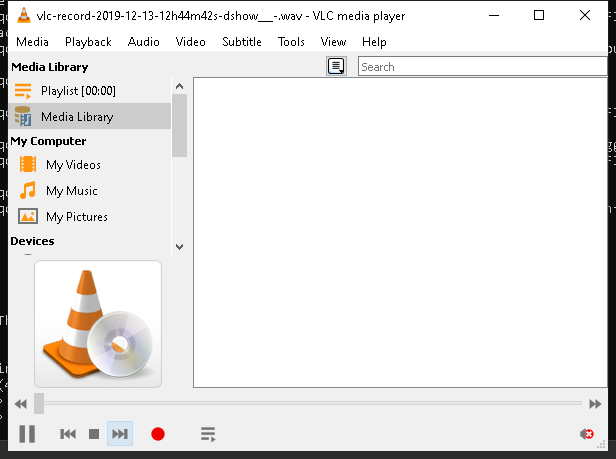 vlc-record-2019-12-13-12h44m42s-dshow___-.wav - VLC media player
Media Playback Audio Video Subtitle Tools View Help
Media Library
Search
Playlist [00:00]
Media Library
My Computer
My Videos
My Music
My Pictures
Devices